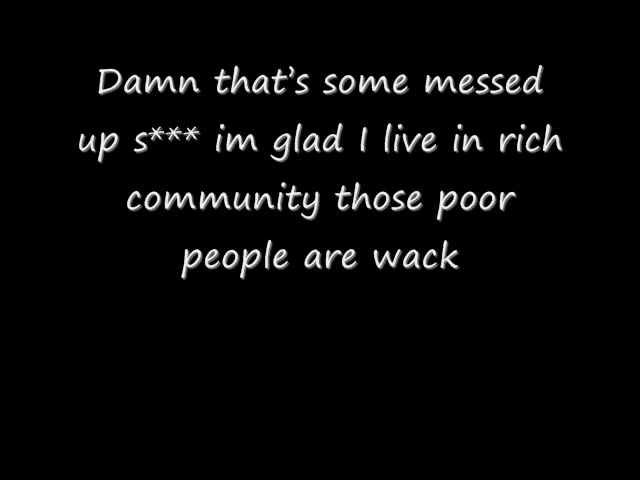 Damn that's some messed
up s*** im glad I live in rich
community those poor
people are wack